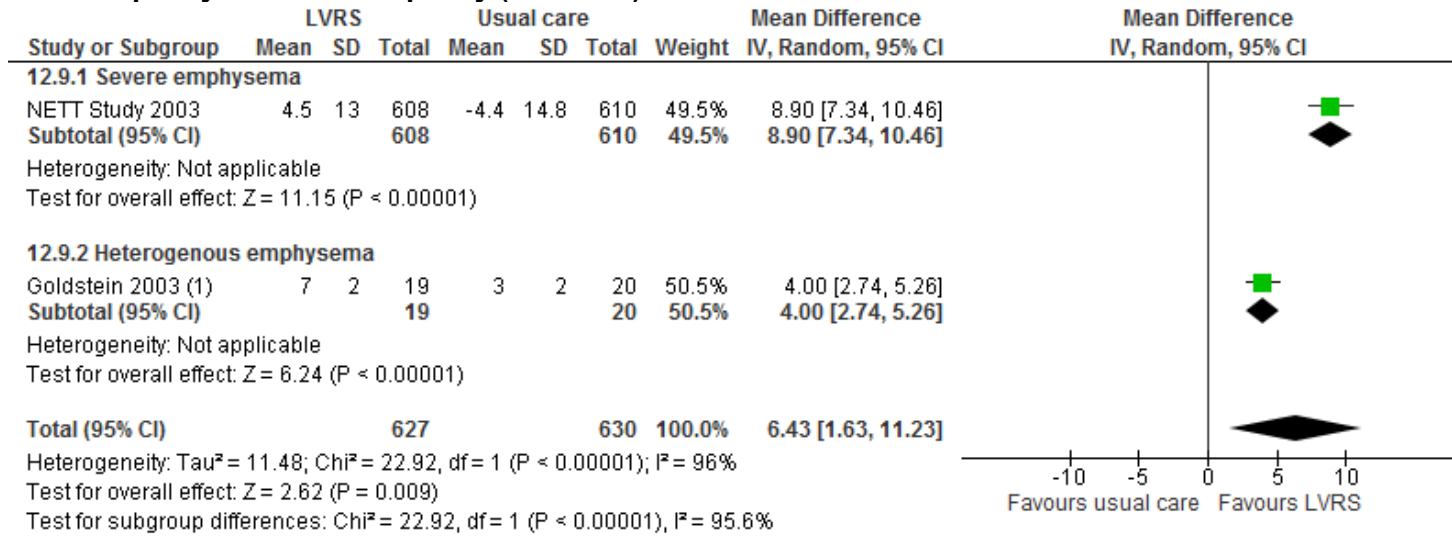 LVRS Usual care Mean Difference Mean Difference
Study or Subgroup Mean SD Total Mean SD Total Weight IV, Random, 95% CI IV, Random, 95% CI
12.9.1 Severe emphysema
NETT Study 2003 4.5 13 608 -4.4 14.8 610 49.5% 8.90 [7.34, 10.46]
Subtotal (95% CI) 608 610 49.5% 8.90 [7.34, 10.46]
Heterogeneity: Not applicable
Test for overall effect: Z = 11.15 (P < 0.00001)
12.9.2 Heterogenous emphysema
Goldstein 2003 (1) 7 2 19 3 2 20 50.5% 4.00 [2.74, 5.26]
Subtotal (95% CI) 19 20 50.5% 4.00 [2.74, 5.26]
Heterogeneity: Not applicable
Test for overall effect: Z = 6.24 (P < 0.00001)
Total (95% CI) 627 630 100.0% 6.43 [1.63, 11.23]
Heterogeneity: Tau² = 11.48; Chi² = 22.92, df = 1 (P < 0.00001); I² = 96%
Test for overall effect: Z = 2.62 (P = 0.009)
Test for subgroup differences: Chi² = 22.92, df = 1 (P < 0.00001), I² = 95.6%
-10 -5 0 5 10
Favours usual care Favours LVRS